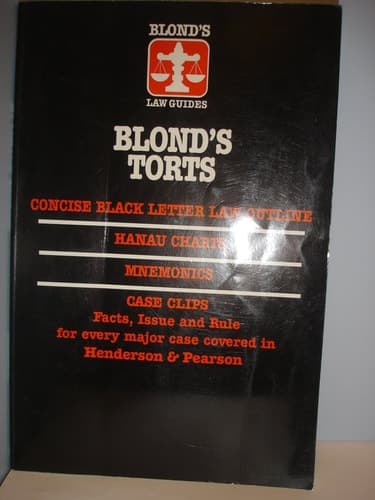 BLOND'S
LAW GUIDES
BLOND'S
TORTS
CONCISE BLACK LETTER LAW OUTLINE
HANAU CHARTS
MNEMONICS
CASE CLIPS
Facts, Issue and Rule
for every major case covered in
Henderson & Pearson